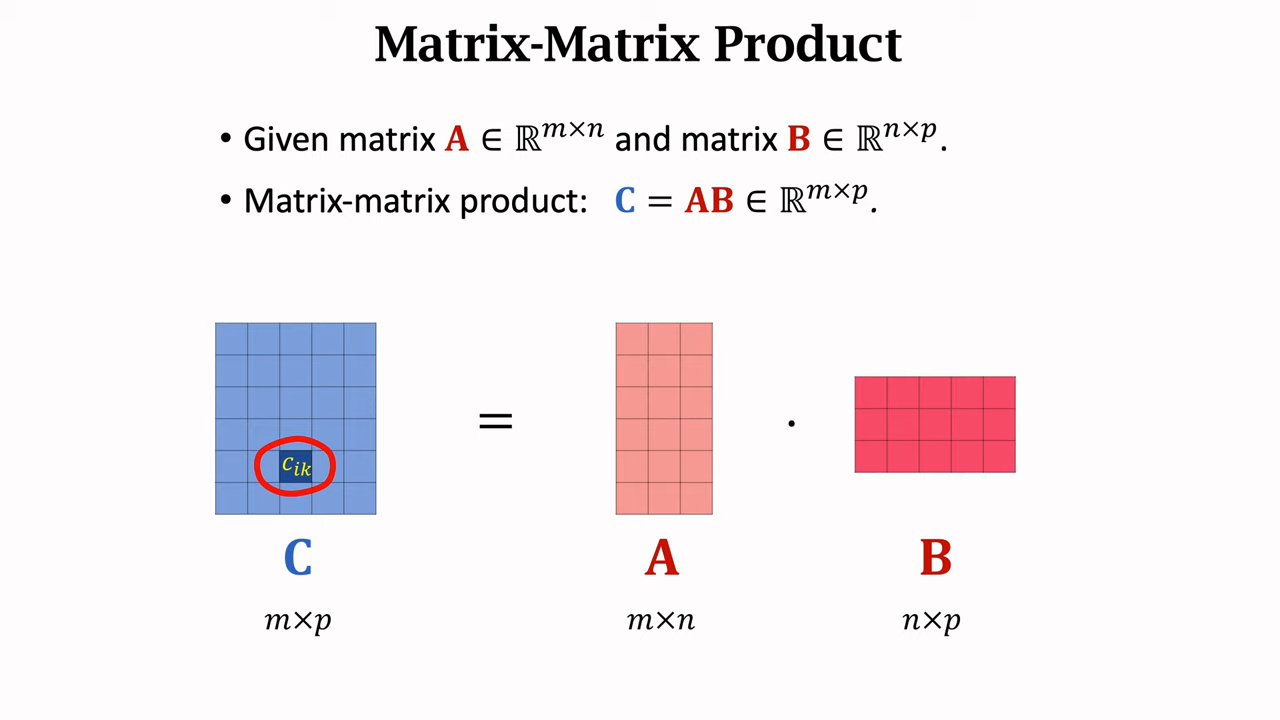 Matrix-Matrix Product
• Given matrix A ∈ ℝ^{m×n} and matrix B ∈ ℝ^{n×p}.
• Matrix-matrix product: C = AB ∈ ℝ^{m×p}.
c_{ik}
= ·
C A B
m×p m×n n×p